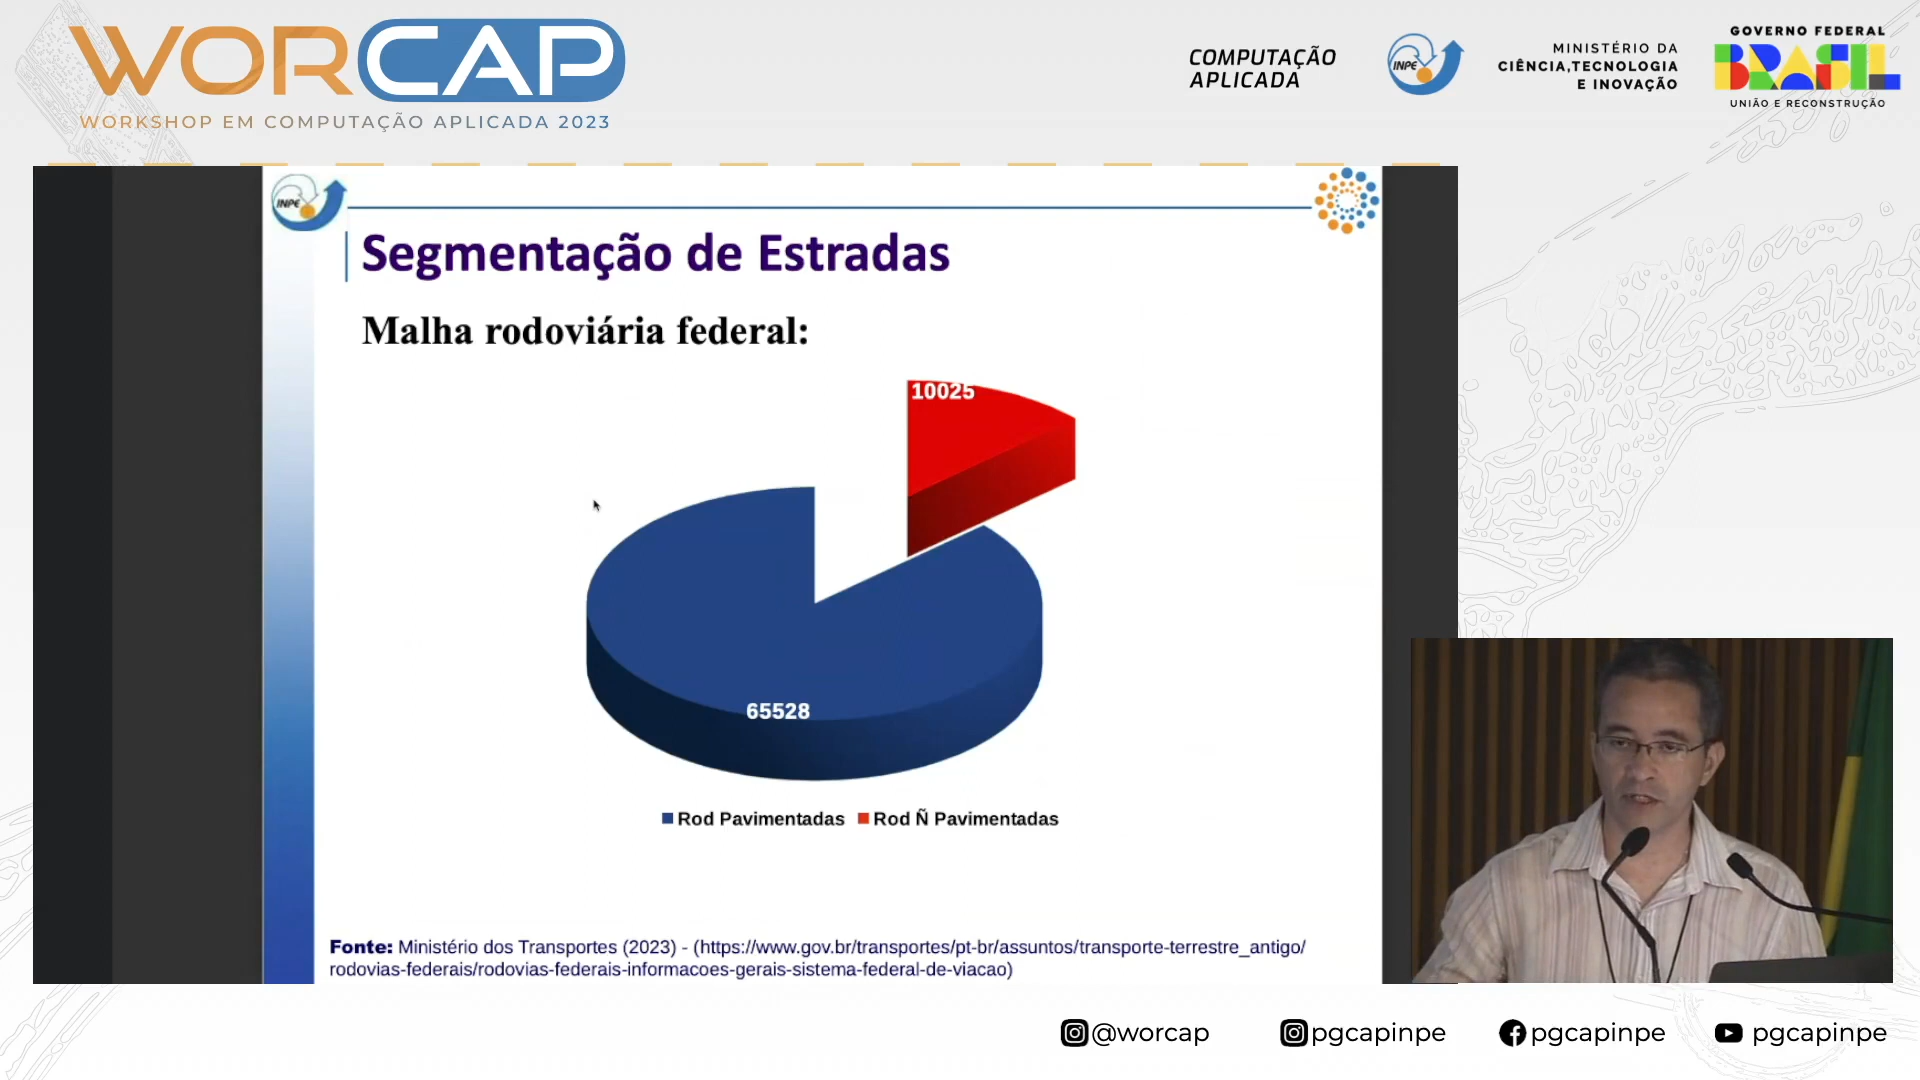 WORCAP
WORKSHOP EM COMPUTAÇÃO APLICADA 2023
COMPUTAÇÃO
APLICADA
INPE
MINISTÉRIO DA
CIÊNCIA,TECNOLOGIA
E INOVAÇÃO
GOVERNO FEDERAL
BRASIL
UNIÃO E RECONSTRUÇÃO
INPE
Segmentação de Estradas
Malha rodoviária federal:
10025
65528
Rod Pavimentadas Rod Ñ Pavimentadas
Fonte: Ministério dos Transportes (2023) - (https://www.gov.br/transportes/pt-br/assuntos/transporte-terrestre_antigo/
rodovias-federais/rodovias-federais-informacoes-gerais-sistema-federal-de-viacao)
@worcap pgcapinpe pgcapinpe pgcapinpe